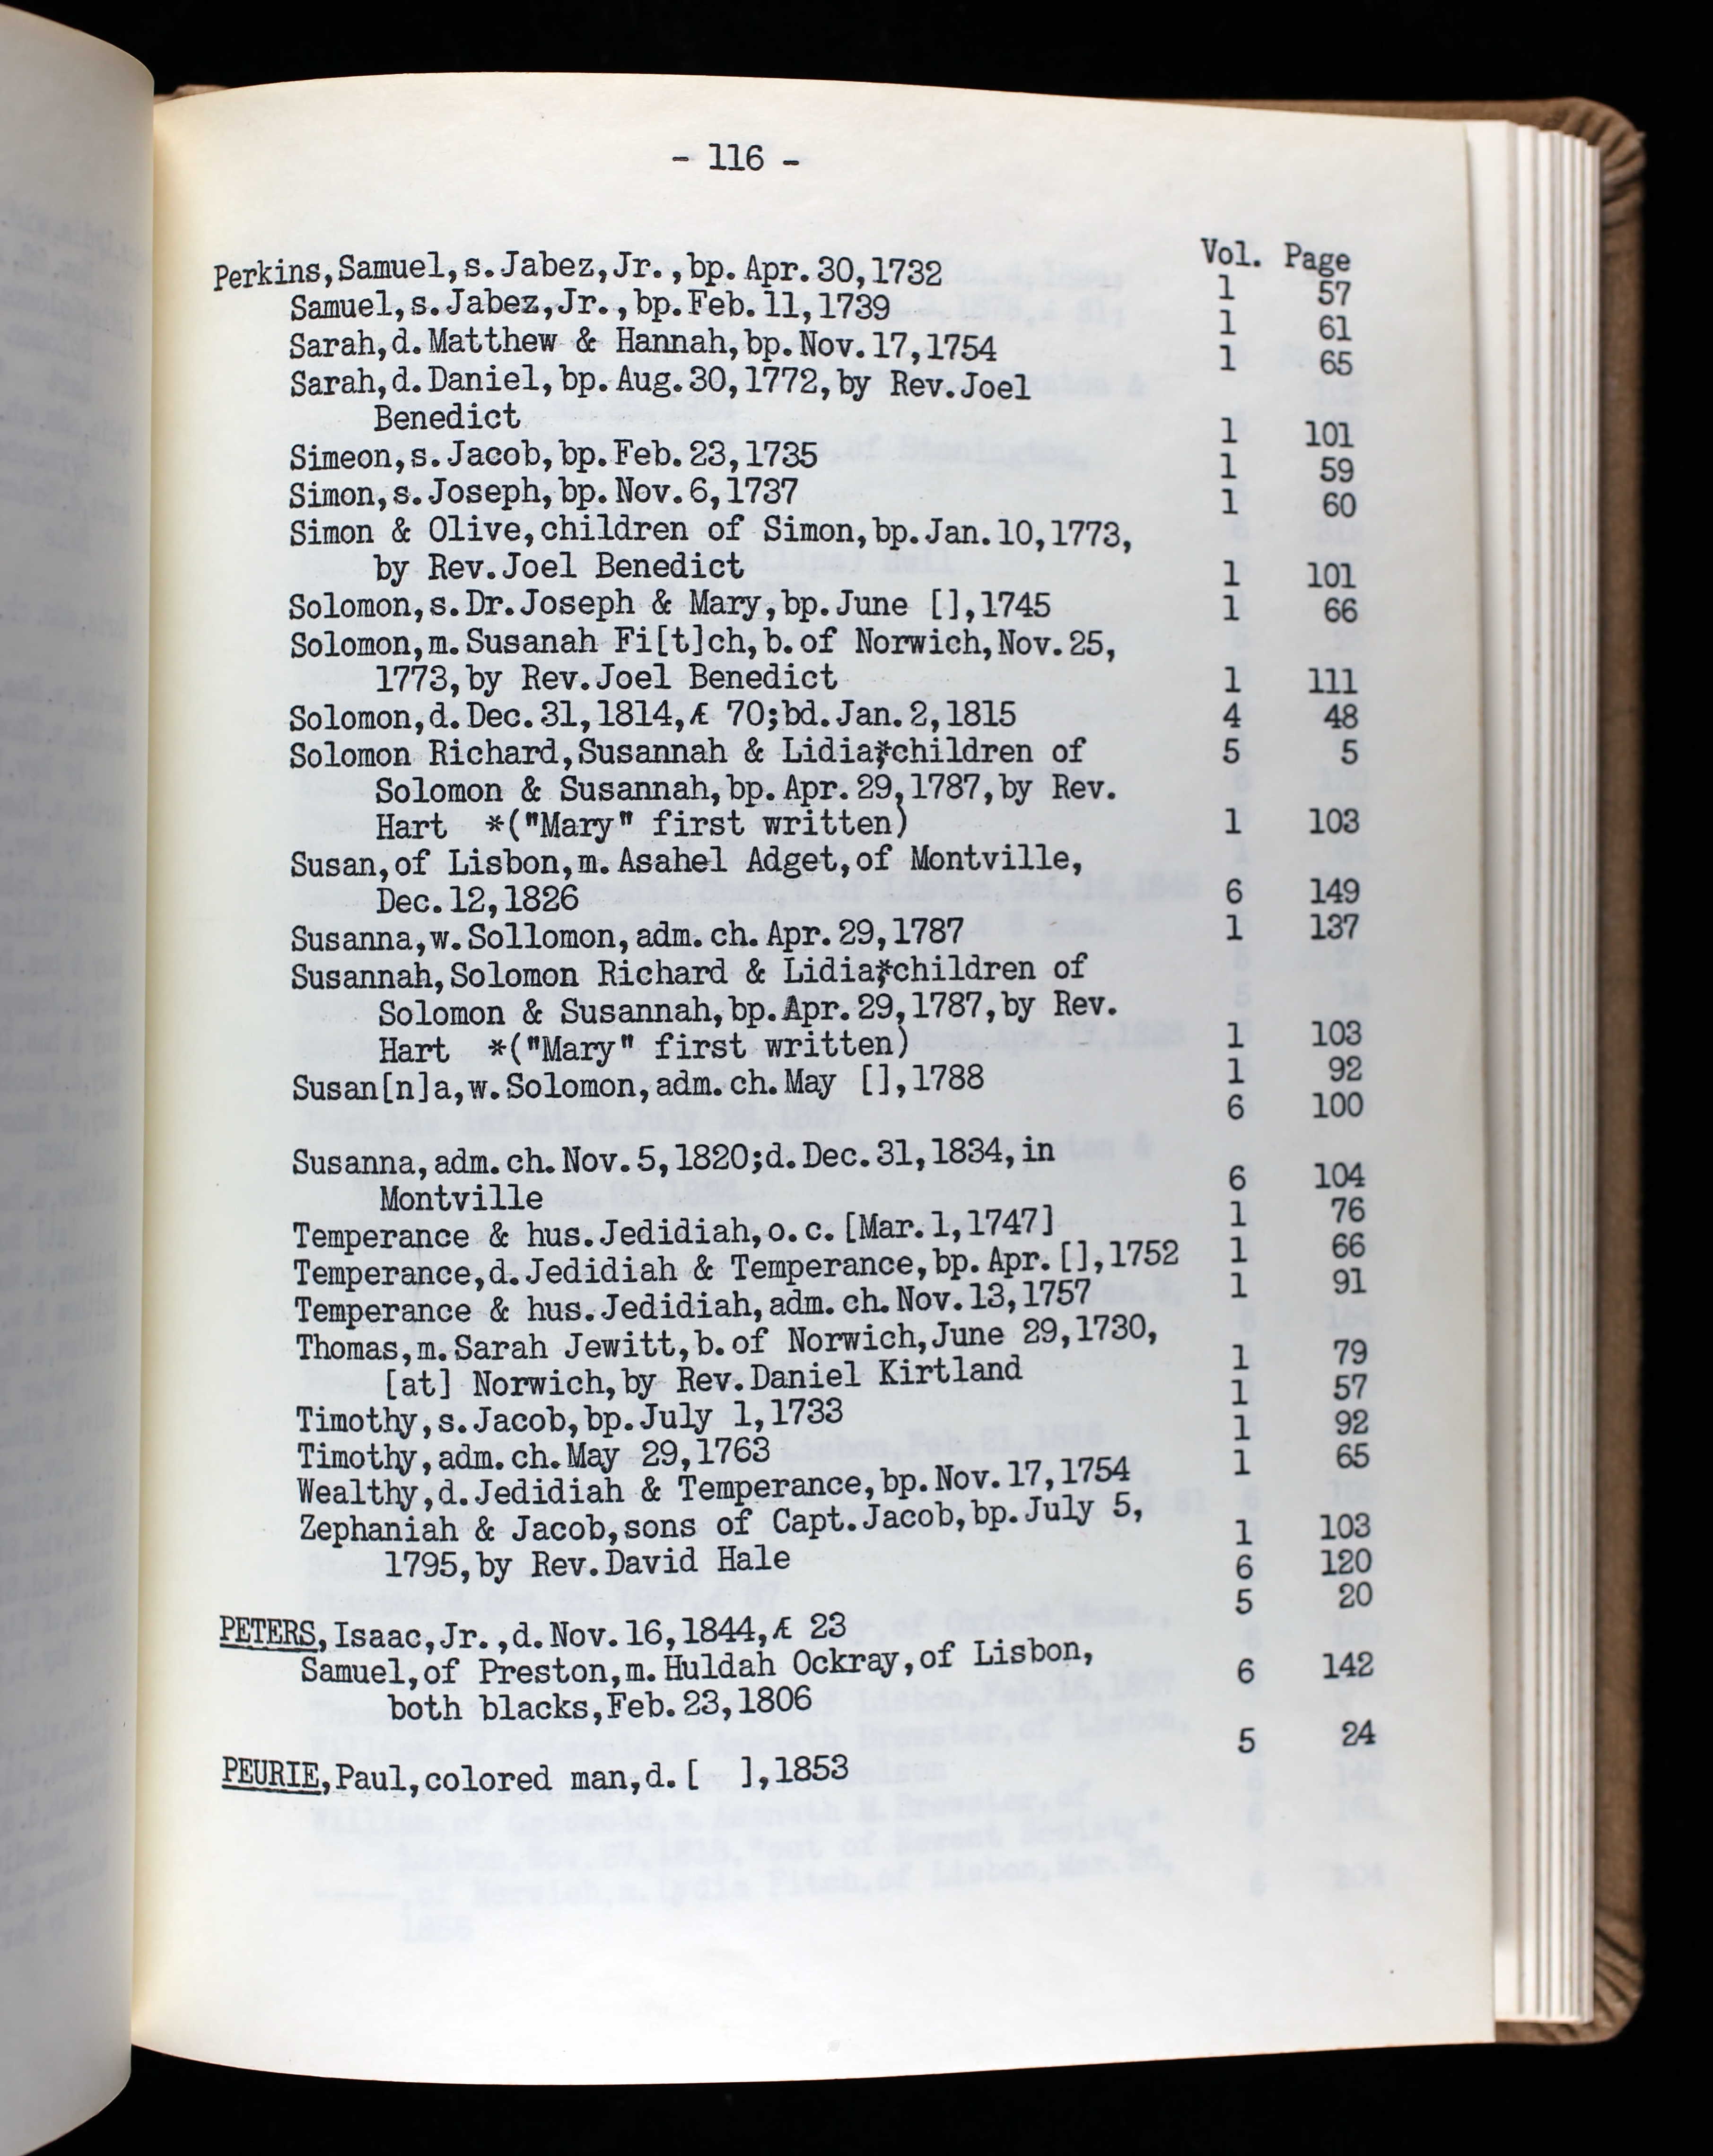 - 116 -
Vol. Page
Perkins, Samuel, s. Jabez, Jr., bp. Apr. 30, 1732 1 57
Samuel, s. Jabez, Jr., bp. Feb. 11, 1739 1 61
Sarah, d. Matthew & Hannah, bp. Nov. 17, 1754 1 65
Sarah, d. Daniel, bp. Aug. 30, 1772, by Rev. Joel
Benedict 1 101
Simeon, s. Jacob, bp. Feb. 23, 1735 1 59
Simon, s. Joseph, bp. Nov. 6, 1737 1 60
Simon & Olive, children of Simon, bp. Jan. 10, 1773,
by Rev. Joel Benedict 1 101
Solomon, s. Dr. Joseph & Mary, bp. June [], 1745 1 66
Solomon, m. Susanah Fi[t]ch, b. of Norwich, Nov. 25,
1773, by Rev. Joel Benedict 1 111
Solomon, d. Dec. 31, 1814, Æ 70; bd. Jan. 2, 1815 4 48
Solomon Richard, Susannah & Lidia,* children of 5 5
Solomon & Susannah, bp. Apr. 29, 1787, by Rev.
Hart *("Mary" first written) 1 103
Susan, of Lisbon, m. Asahel Adget, of Montville,
Dec. 12, 1826 6 149
Susanna, w. Sollomon, adm. ch. Apr. 29, 1787 1 137
Susannah, Solomon Richard & Lidia,* children of
Solomon & Susannah, bp. Apr. 29, 1787, by Rev.
Hart *("Mary" first written) 1 103
Susan[n]a, w. Solomon, adm. ch. May [], 1788 1 92
6 100
Susanna, adm. ch. Nov. 5, 1820; d. Dec. 31, 1834, in
Montville 6 104
Temperance & hus. Jedidiah, o. c. [Mar. 1, 1747] 1 76
Temperance, d. Jedidiah & Temperance, bp. Apr. [], 1752 1 66
Temperance & hus. Jedidiah, adm. ch. Nov. 13, 1757 1 91
Thomas, m. Sarah Jewitt, b. of Norwich, June 29, 1730,
[at] Norwich, by Rev. Daniel Kirtland 1 79
Timothy, s. Jacob, bp. July 1, 1733 1 57
Timothy, adm. ch. May 29, 1763 1 92
Wealthy, d. Jedidiah & Temperance, bp. Nov. 17, 1754 1 65
Zephaniah & Jacob, sons of Capt. Jacob, bp. July 5,
1795, by Rev. David Hale 1 103
6 120
PETERS, Isaac, Jr., d. Nov. 16, 1844, Æ 23 5 20
Samuel, of Preston, m. Huldah Ockray, of Lisbon,
both blacks, Feb. 23, 1806 6 142
PEURIE, Paul, colored man, d. [ ], 1853 5 24